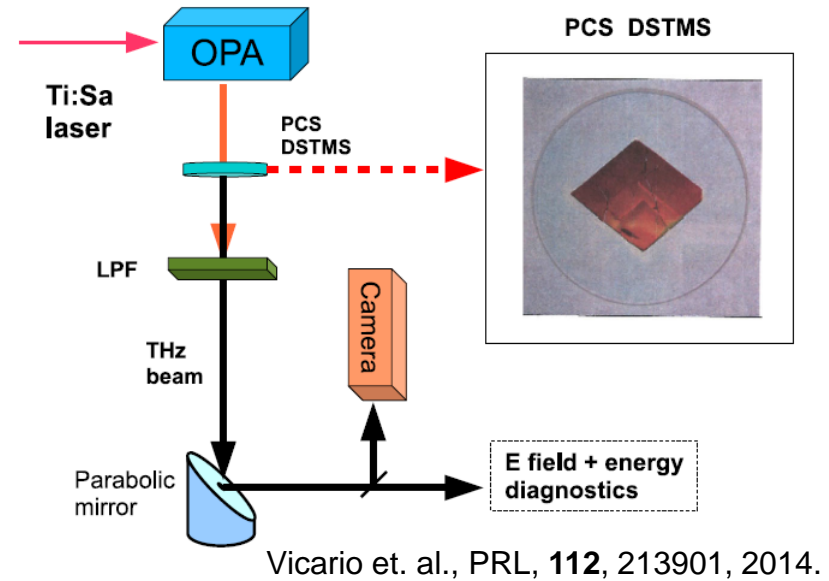 OPA
Ti:Sa
laser
PCS
DSTMS
PCS DSTMS
LPF
Camera
THz
beam
Parabolic
mirror
E field + energy
diagnostics
Vicario et. al., PRL, 112, 213901, 2014.